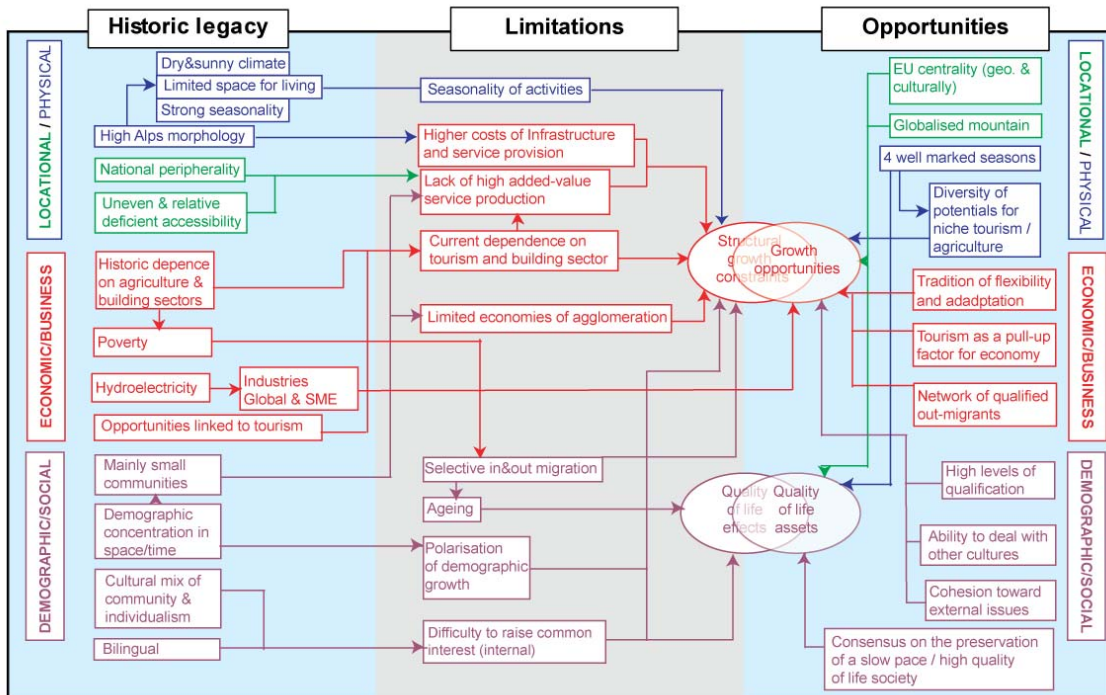 Historic legacy
Limitations
Opportunities
LOCATIONAL / PHYSICAL
Dry&sunny climate
Limited space for living
Strong seasonality
High Alps morphology
National peripherality
Uneven & relative
deficient accessibility
ECONOMIC/BUSINESS
Historic depence
on agriculture &
building sectors
Poverty
Hydroelectricity
Industries
Global & SME
Opportunities linked to tourism
DEMOGRAPHIC/SOCIAL
Mainly small
communities
Demographic
concentration in
space/time
Cultural mix of
community &
individualism
Bilingual
Seasonality of activities
Higher costs of Infrastructure
and service provision
Lack of high added-value
service production
Current dependence on
tourism and building sector
Limited economies of agglomeration
Selective in&out migration
Ageing
Polarisation
of demographic
growth
Difficulty to raise common
interest (internal)
Structural
growth
constraints
Growth
opportunities
Quality
of life
effects
Quality
of life
assets
EU centrality (geo. &
culturally)
Globalised mountain
4 well marked seasons
Diversity of
potentials for
niche tourism /
agriculture
Tradition of flexibility
and adadptation
Tourism as a pull-up
factor for economy
Network of qualified
out-migrants
High levels of
qualification
Ability to deal with
other cultures
Cohesion toward
external issues
Consensus on the preservation
of a slow pace / high quality
of life society
LOCATIONAL / PHYSICAL
ECONOMIC/BUSINESS
DEMOGRAPHIC/SOCIAL